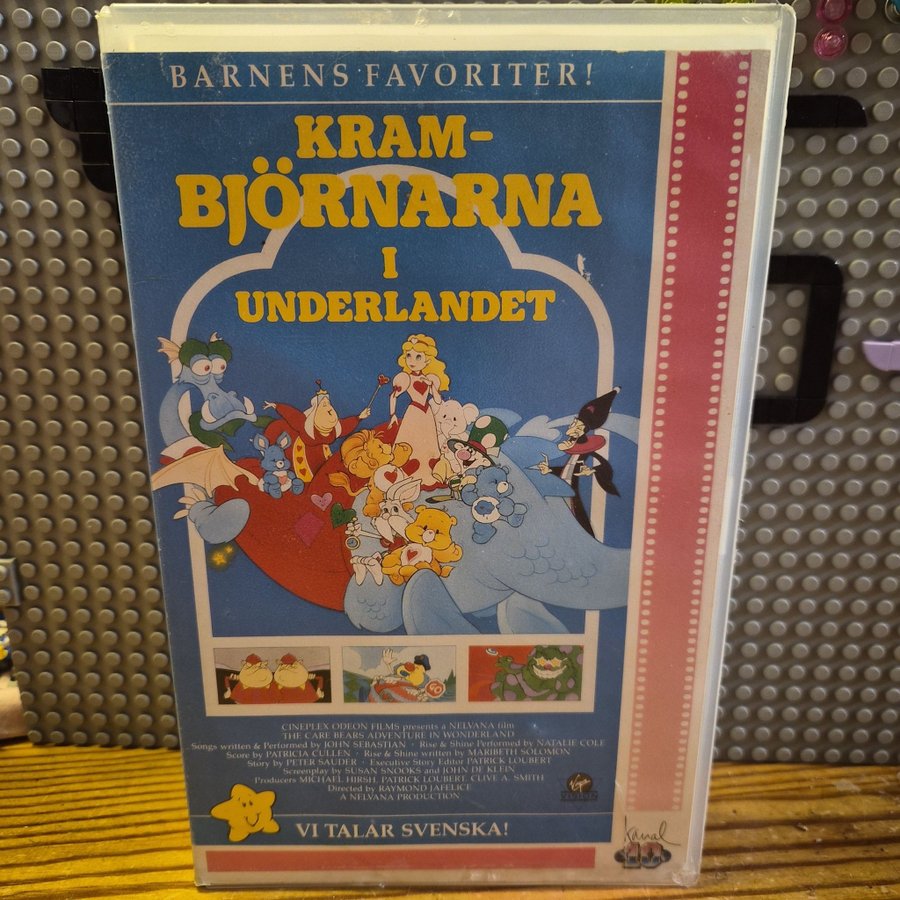 BARNENS FAVORITER!
KRAM-
BJÖRNARNA
I
UNDERLANDET
CINEPLEX ODEON FILMS presents a NELVANA film
THE CARE BEARS ADVENTURE IN WONDERLAND
Songs written & Performed by JOHN SEBASTIAN · Rise & Shine Performed by NATALIE COLE
Score by PATRICIA CULLEN · Rise & Shine written by MARIBETH SOLOMON
Story by PETER SAUDER · Executive Story Editor PATRICK LOUBERT
Screenplay by SUSAN SNOOKS and JOHN DE KLEIN
Producers MICHAEL HIRSH, PATRICK LOUBERT, CLIVE A. SMITH
Directed by RAYMOND JAFELICE
A NELVANA PRODUCTION
Virgin
VI TALAR SVENSKA!
kanal
10